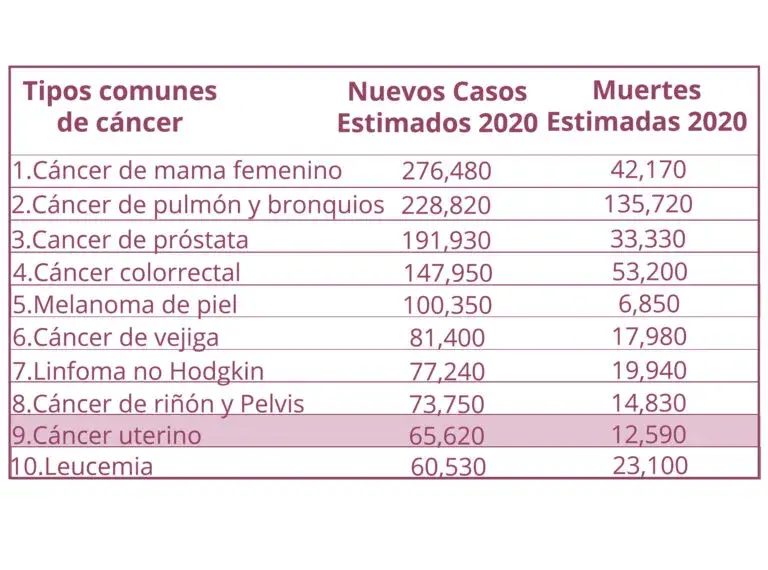 Tipos comunes de cáncer Nuevos Casos Estimados 2020 Muertes Estimadas 2020
1.Cáncer de mama femenino 276,480 42,170
2.Cáncer de pulmón y bronquios 228,820 135,720
3.Cancer de próstata 191,930 33,330
4.Cáncer colorrectal 147,950 53,200
5.Melanoma de piel 100,350 6,850
6.Cáncer de vejiga 81,400 17,980
7.Linfoma no Hodgkin 77,240 19,940
8.Cáncer de riñón y Pelvis 73,750 14,830
9.Cáncer uterino 65,620 12,590
10.Leucemia 60,530 23,100